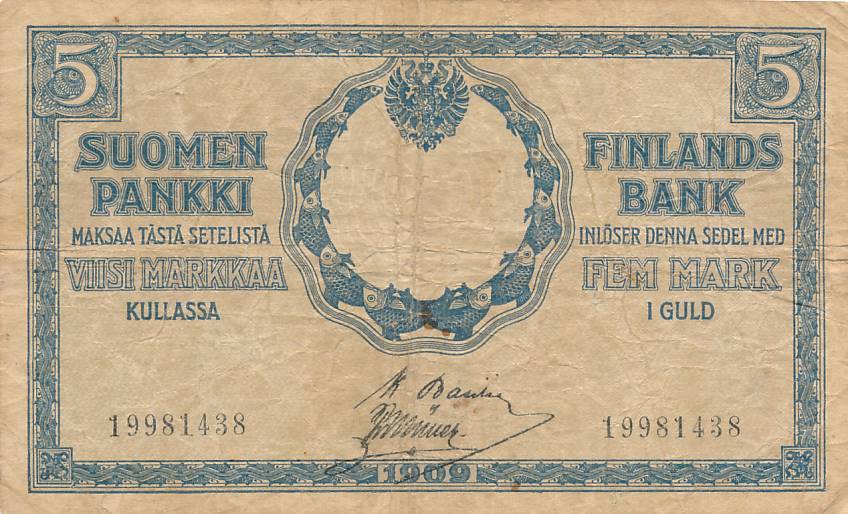 5
5
SUOMEN
PANKKI
MAKSAA TÄSTÄ SETELISTÄ
VIISI MARKKAA
KULLASSA
FINLANDS
BANK
INLÖSER DENNA SEDEL MED
FEM MARK
I GULD
19981438
19981438
1909